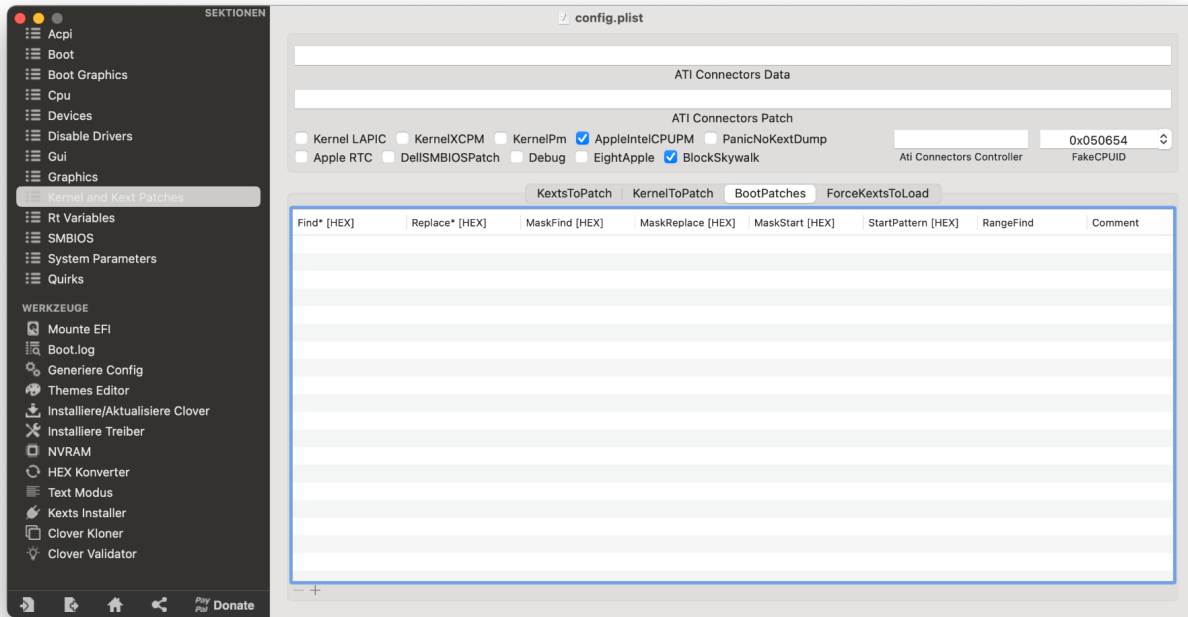 SEKTIONEN
Acpi
Boot
Boot Graphics
Cpu
Devices
Disable Drivers
Gui
Graphics
Kernel and Kext Patches
Rt Variables
SMBIOS
System Parameters
Quirks
WERKZEUGE
Mounte EFI
Boot.log
Generiere Config
Themes Editor
Installiere/Aktualisiere Clover
Installiere Treiber
NVRAM
HEX Konverter
Text Modus
Kexts Installer
Clover Kloner
Clover Validator
Pay Pal Donate
config.plist
ATI Connectors Data
ATI Connectors Patch
Kernel LAPIC KernelXCPM KernelPm AppleIntelCPUPM PanicNoKextDump
Apple RTC DellSMBIOSPatch Debug EightApple BlockSkywalk
0x050654
Ati Connectors Controller FakeCPUID
KextsToPatch KernelToPatch BootPatches ForceKextsToLoad
Find* [HEX] Replace* [HEX] MaskFind [HEX] MaskReplace [HEX] MaskStart [HEX] StartPattern [HEX] RangeFind Comment